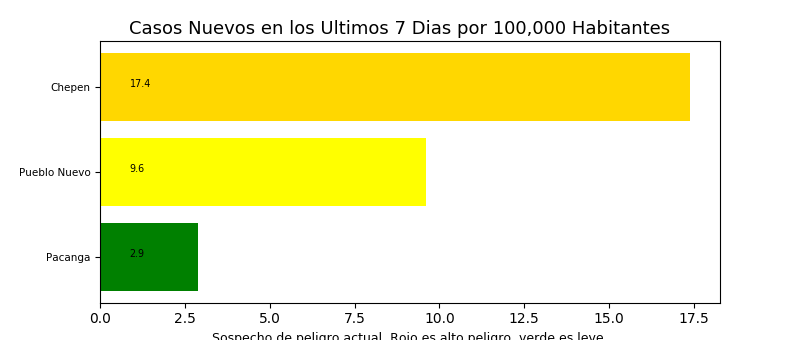 Casos Nuevos en los Ultimos 7 Dias por 100,000 Habitantes
Chepen
17.4
Pueblo Nuevo
9.6
Pacanga
2.9
0.0 2.5 5.0 7.5 10.0 12.5 15.0 17.5
Sospecho de peligro actual. Rojo es alto peligro, verde es leve